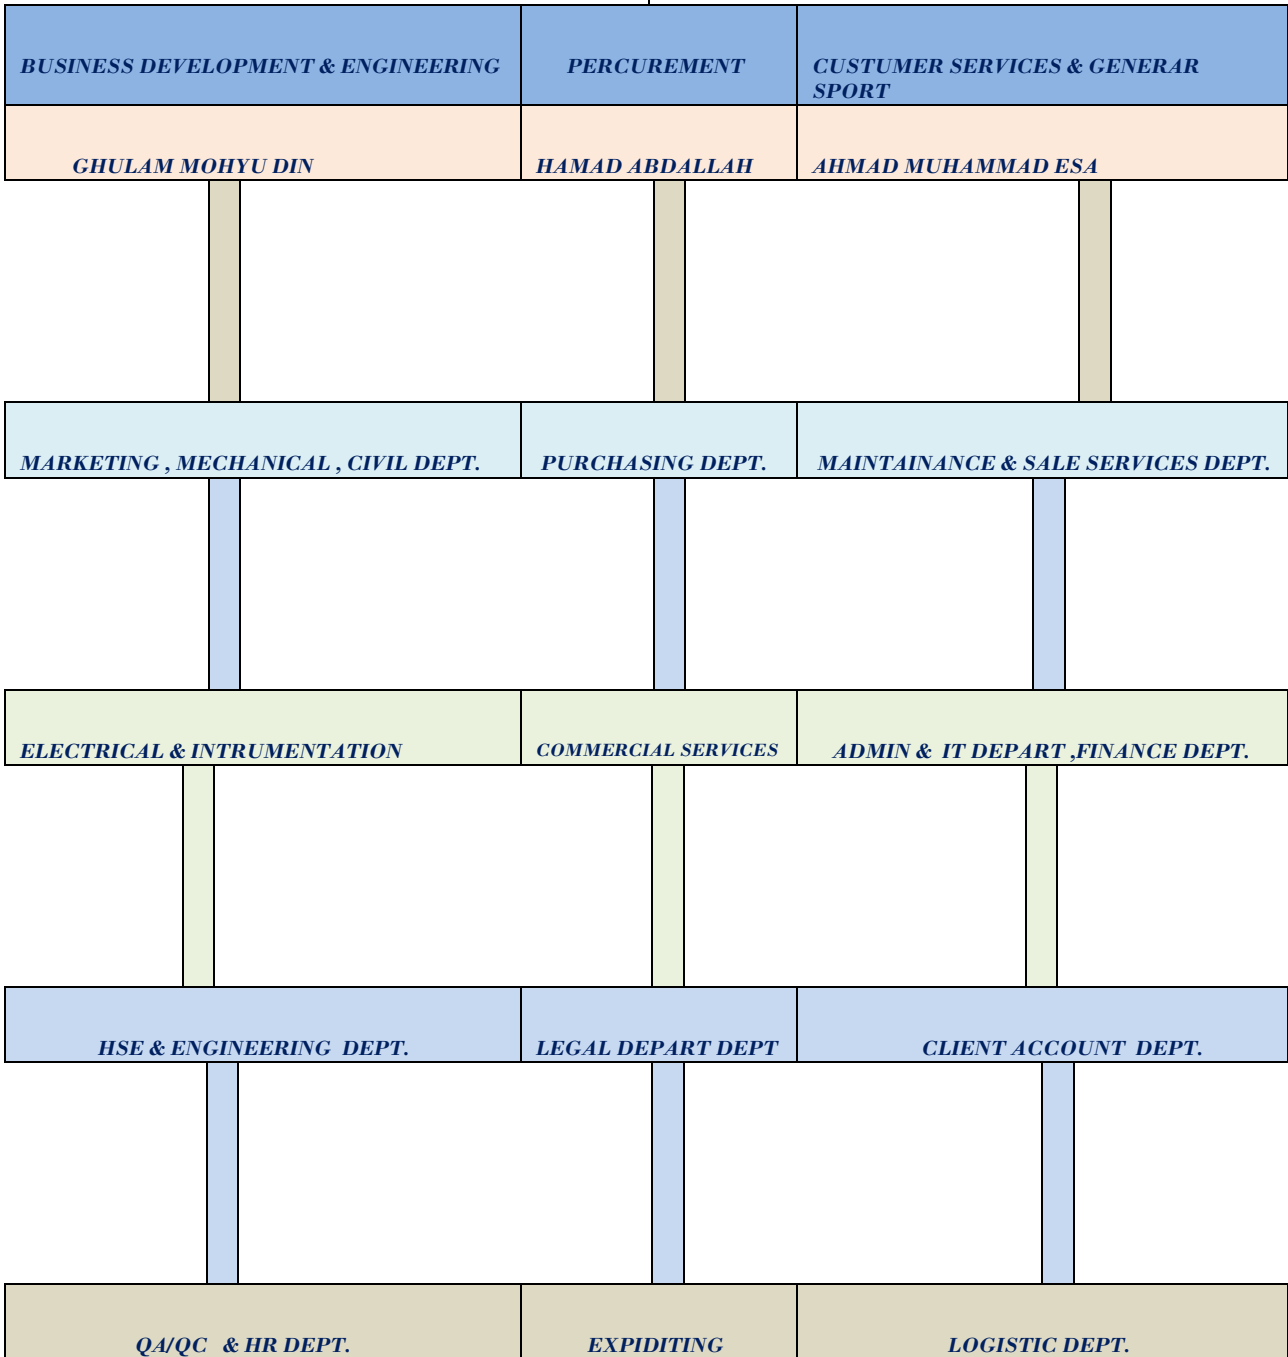 BUSINESS DEVELOPMENT & ENGINEERING
PERCUREMENT
CUSTUMER SERVICES & GENERAR
SPORT
GHULAM MOHYU DIN
HAMAD ABDALLAH
AHMAD MUHAMMAD ESA
MARKETING , MECHANICAL , CIVIL DEPT.
PURCHASING DEPT.
MAINTAINANCE & SALE SERVICES DEPT.
ELECTRICAL & INTRUMENTATION
COMMERCIAL SERVICES
ADMIN & IT DEPART ,FINANCE DEPT.
HSE & ENGINEERING DEPT.
LEGAL DEPART DEPT
CLIENT ACCOUNT DEPT.
QA/QC & HR DEPT.
EXPIDITING
LOGISTIC DEPT.